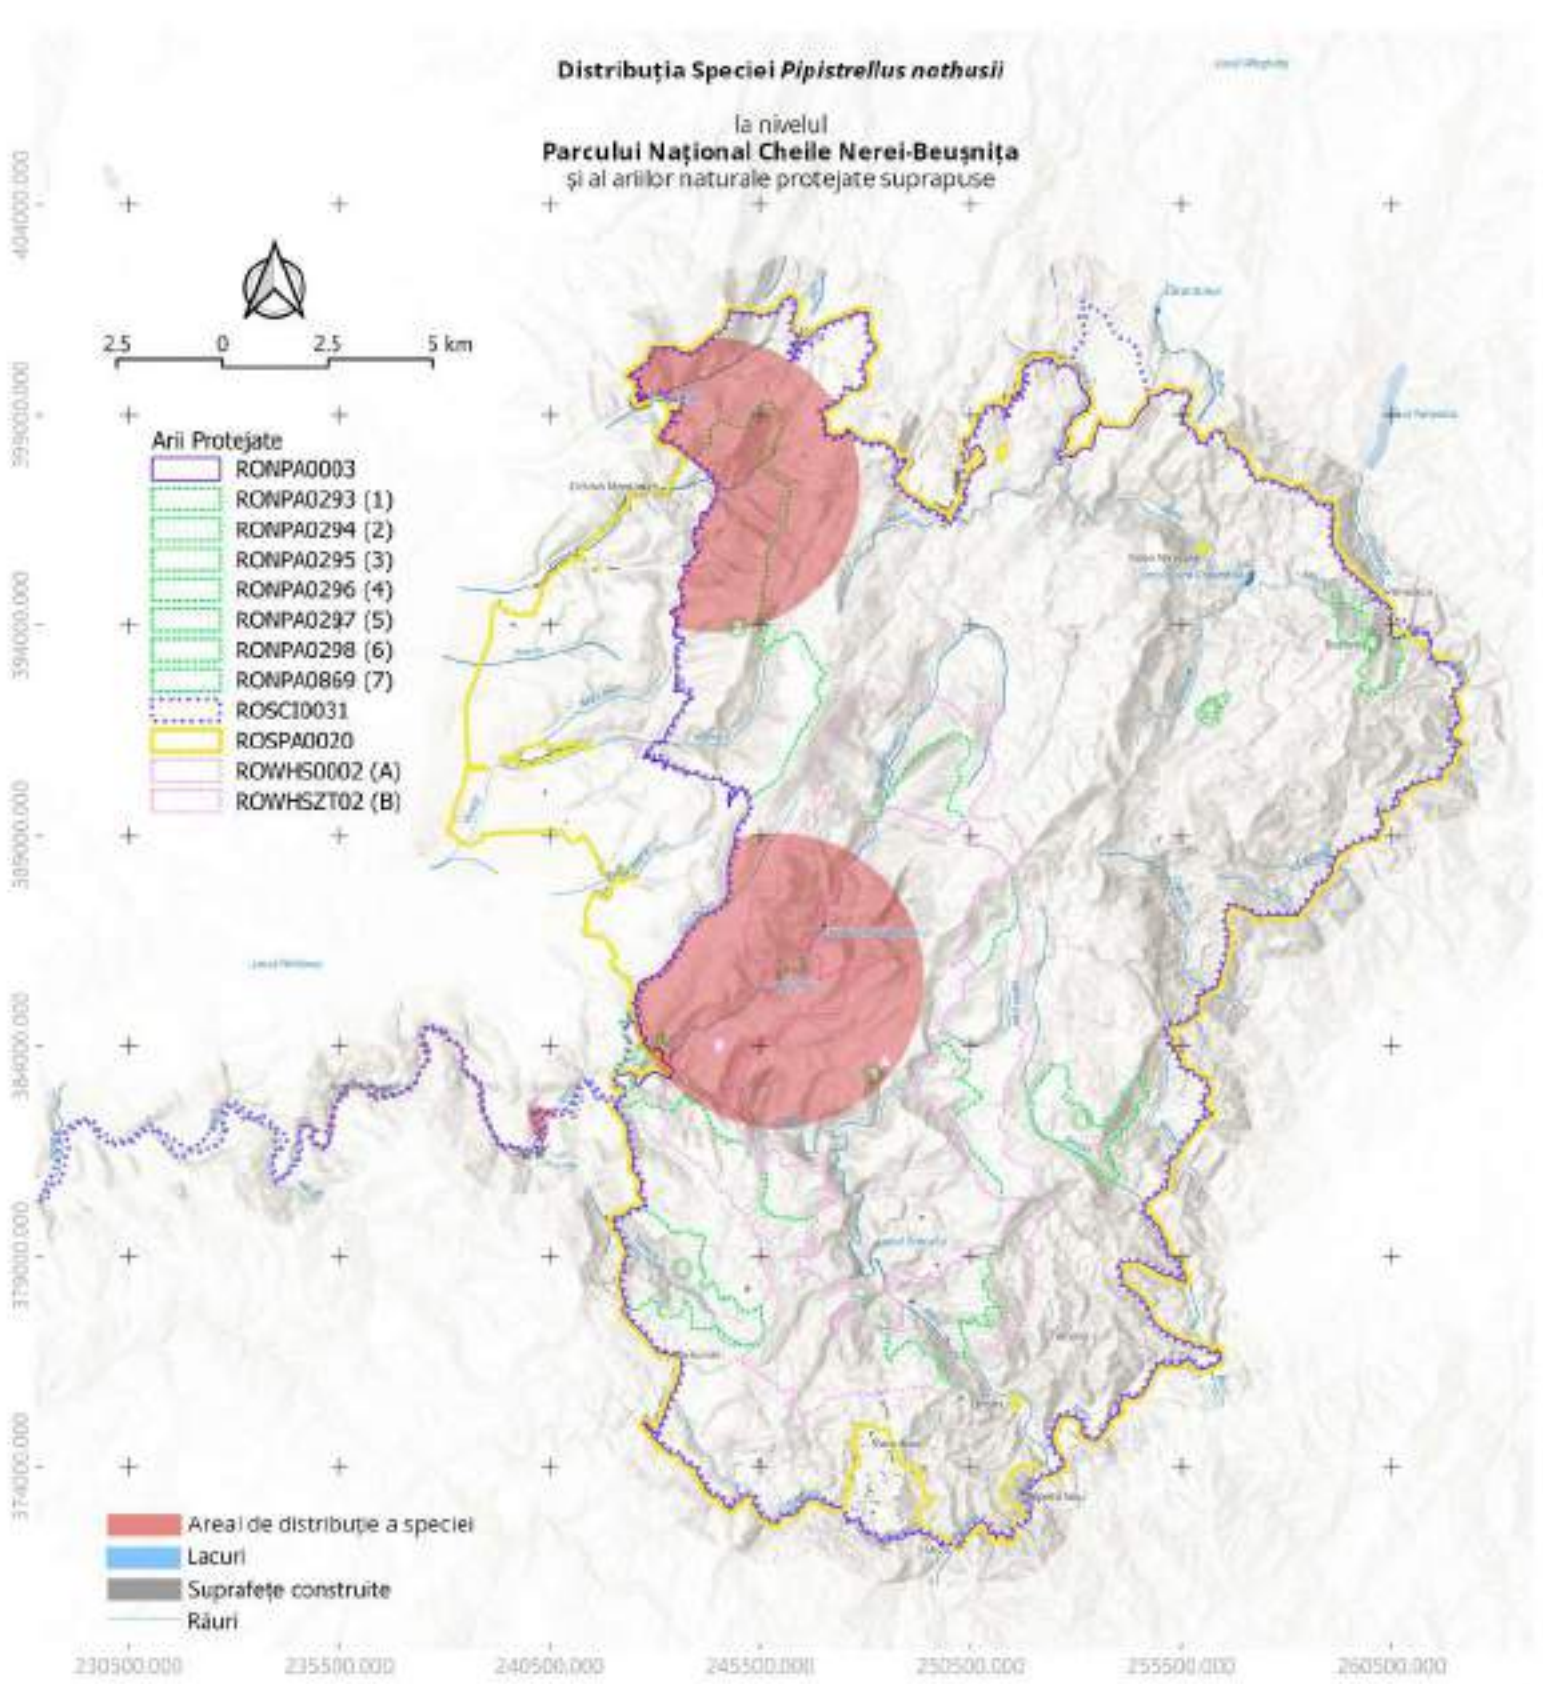 Distribuția Speciei Pipistrellus nathusii
la nivelul
Parcului Național Cheile Nerei-Beușnița
și al ariilor naturale protejate suprapuse
404000.000
399000.000
394000.000
389000.000
384000.000
379000.000
374000.000
2.5 0 2.5 5 km
Arii Protejate
RONPA0003
RONPA0293 (1)
RONPA0294 (2)
RONPA0295 (3)
RONPA0296 (4)
RONPA0297 (5)
RONPA0298 (6)
RONPA0869 (7)
ROSCI0031
ROSPA0020
ROWHS0002 (A)
ROWHSZT02 (B)
Areal de distribuție a speciei
Lacuri
Suprafețe construite
Râuri
230500.000 235500.000 240500.000 245500.000 250500.000 255500.000 260500.000